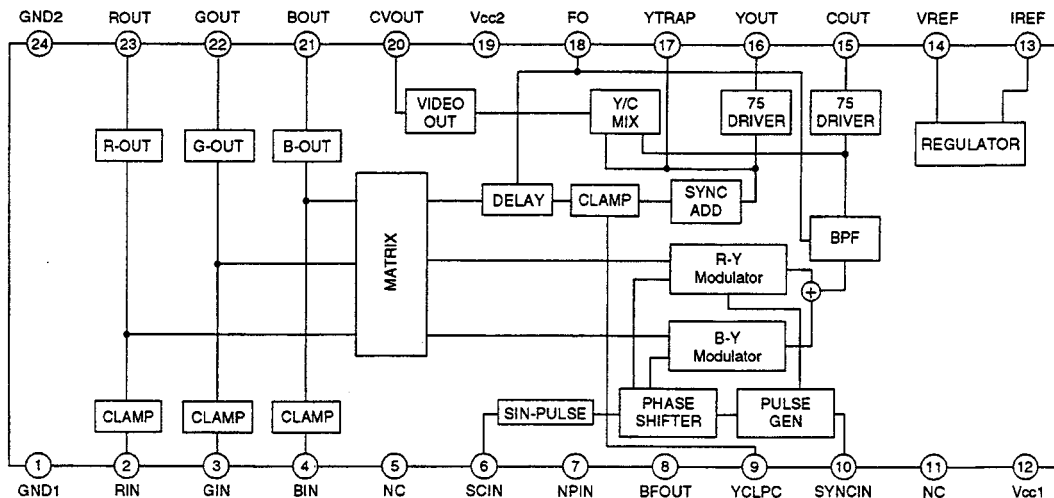 GND2 ROUT GOUT BOUT CVOUT Vcc2 FO YTRAP YOUT COUT VREF IREF
24 23 22 21 20 19 18 17 16 15 14 13
VIDEO
OUT
Y/C
MIX
75
DRIVER
75
DRIVER
R-OUT G-OUT B-OUT
REGULATOR
MATRIX
DELAY
CLAMP
SYNC
ADD
BPF
R-Y
Modulator
+
B-Y
Modulator
CLAMP CLAMP CLAMP
SIN-PULSE
PHASE
SHIFTER
PULSE
GEN
1 2 3 4 5 6 7 8 9 10 11 12
GND1 RIN GIN BIN NC SCIN NPIN BFOUT YCLPC SYNCIN NC Vcc1